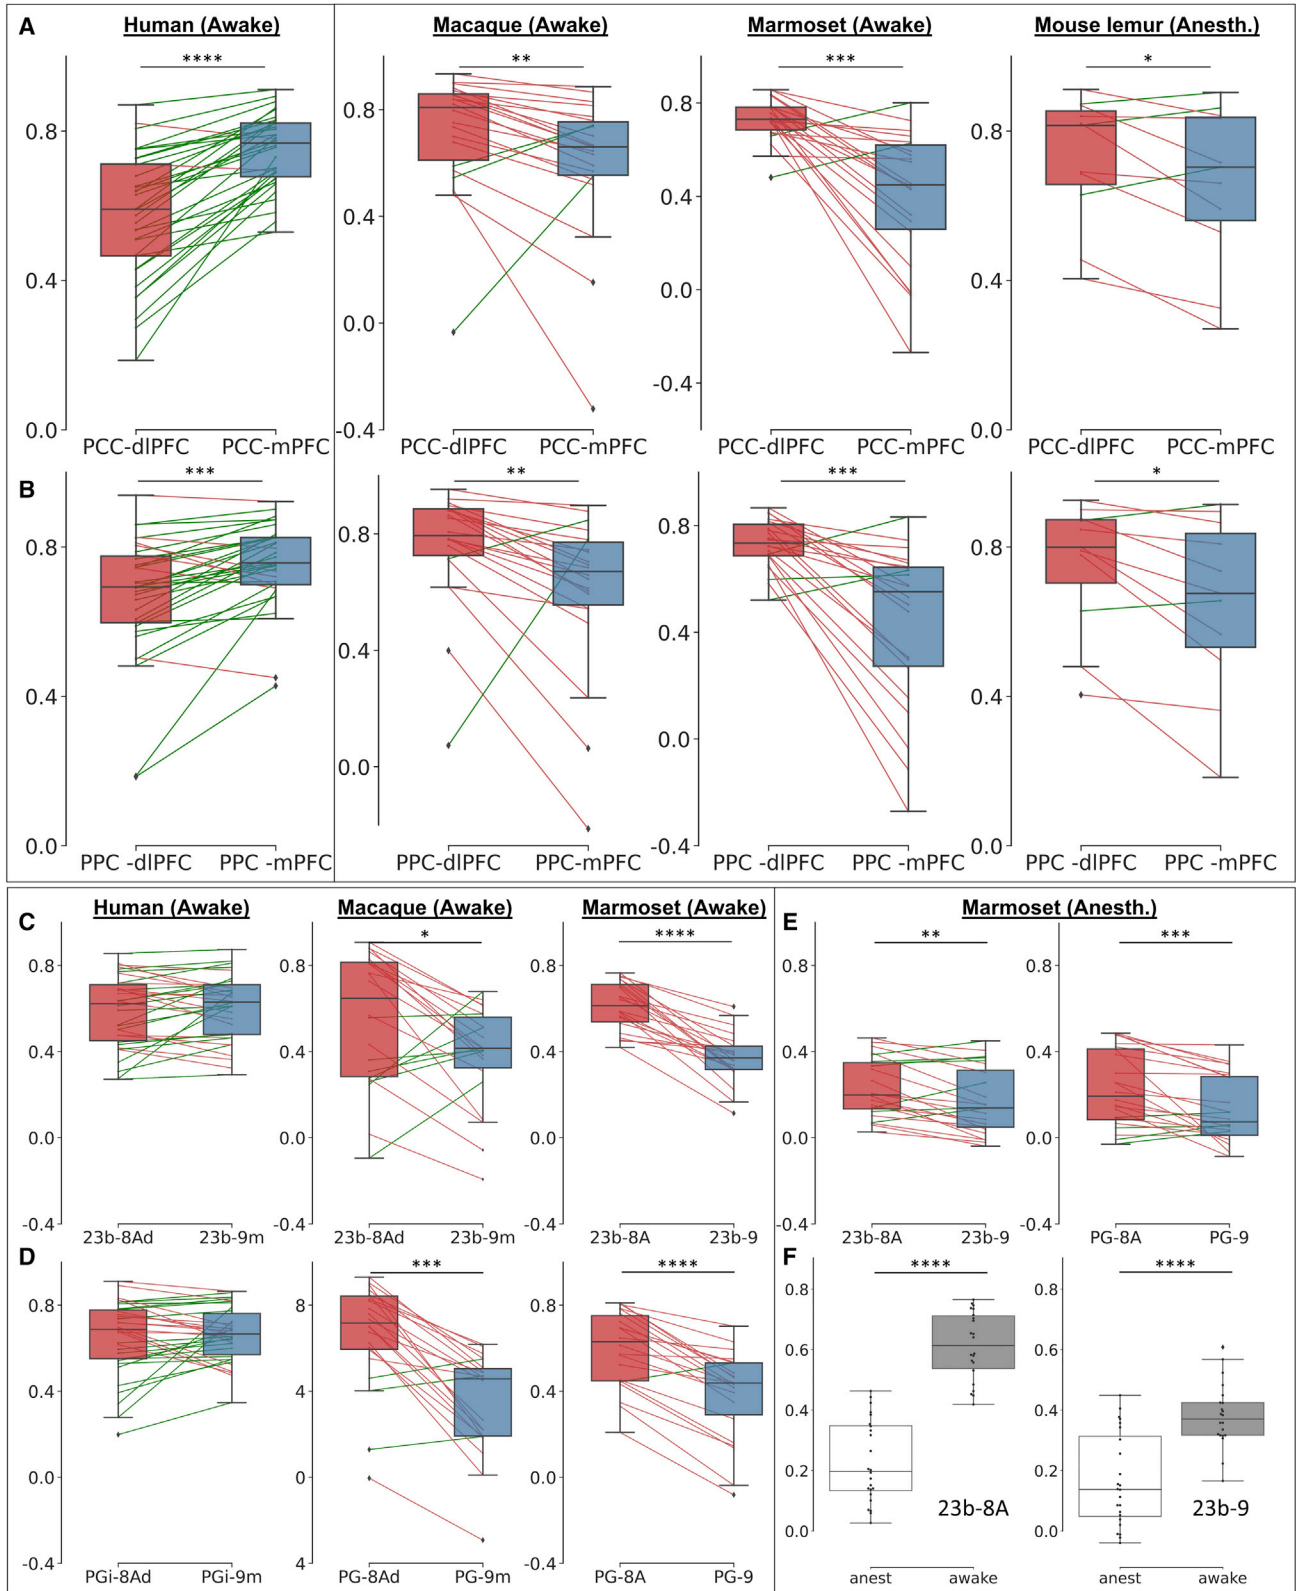 A
Human (Awake)
Macaque (Awake)
Marmoset (Awake)
Mouse lemur (Anesth.)
****
**
***
*
0.8
0.4
0.0
0.8
0.4
0.0
-0.4
0.8
0.4
0.0
-0.4
0.8
0.4
0.0
PCC-dlPFC PCC-mPFC
PCC-dlPFC PCC-mPFC
PCC-dlPFC PCC-mPFC
PCC-dlPFC PCC-mPFC
B
***
**
***
*
0.8
0.4
0.0
0.8
0.4
0.0
0.8
0.4
0.0
-0.4
0.8
0.4
0.0
PPC -dlPFC PPC -mPFC
PPC-dlPFC PPC-mPFC
PPC -dlPFC PPC -mPFC
PPC -dlPFC PPC -mPFC
C
Human (Awake)
Macaque (Awake)
Marmoset (Awake)
*
****
0.8
0.4
0.0
-0.4
0.8
0.4
0.0
-0.4
0.8
0.4
0.0
-0.4
23b-8Ad 23b-9m
23b-8Ad 23b-9m
23b-8A 23b-9
E
Marmoset (Anesth.)
**
***
0.8
0.4
0.0
-0.4
0.8
0.4
0.0
-0.4
23b-8A 23b-9
PG-8A PG-9
D
***
****
0.8
0.4
0.0
-0.4
8
4
0
4
0.8
0.4
0.0
-0.4
PGi-8Ad PGi-9m
PG-8Ad PG-9m
PG-8A PG-9
F
****
****
0.8
0.6
0.4
0.2
0.0
23b-8A
anest awake
0.8
0.6
0.4
0.2
0.0
23b-9
anest awake